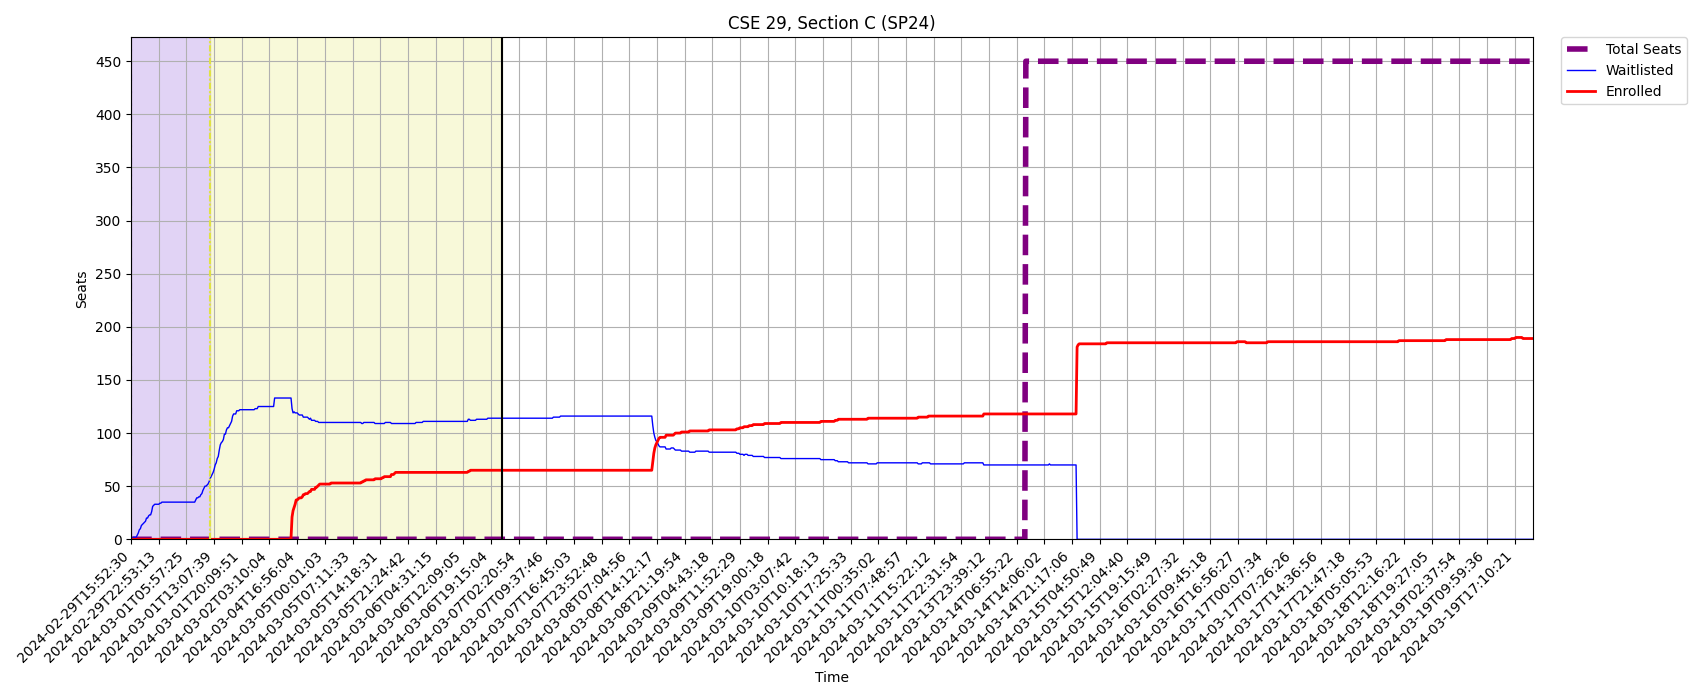 CSE 29, Section C (SP24)
Total Seats
Waitlisted
Enrolled
450
400
350
300
250
200
150
100
50
0
Seats
2024-02-29T15:52:30
2024-02-29T22:53:13
2024-03-01T05:57:25
2024-03-01T13:07:39
2024-03-01T20:09:51
2024-03-02T03:10:04
2024-03-04T16:56:04
2024-03-05T00:01:03
2024-03-05T07:11:33
2024-03-05T14:18:31
2024-03-05T21:24:42
2024-03-06T04:31:15
2024-03-06T12:09:05
2024-03-06T19:15:04
2024-03-07T02:20:54
2024-03-07T09:37:46
2024-03-07T16:45:03
2024-03-07T23:52:48
2024-03-08T07:04:56
2024-03-08T14:12:17
2024-03-08T21:19:54
2024-03-09T04:43:18
2024-03-09T11:52:29
2024-03-09T19:00:18
2024-03-10T03:07:42
2024-03-10T10:18:13
2024-03-10T17:25:33
2024-03-11T00:35:02
2024-03-11T07:48:57
2024-03-11T15:22:12
2024-03-11T22:31:54
2024-03-13T23:39:12
2024-03-14T06:55:22
2024-03-14T14:06:02
2024-03-14T21:17:06
2024-03-15T04:50:49
2024-03-15T12:04:40
2024-03-15T19:15:49
2024-03-16T02:27:32
2024-03-16T09:45:18
2024-03-16T16:56:27
2024-03-17T00:07:34
2024-03-17T07:26:26
2024-03-17T14:36:56
2024-03-17T21:47:18
2024-03-18T05:05:53
2024-03-18T12:16:22
2024-03-18T19:27:05
2024-03-19T02:37:54
2024-03-19T09:59:36
2024-03-19T17:10:21
Time